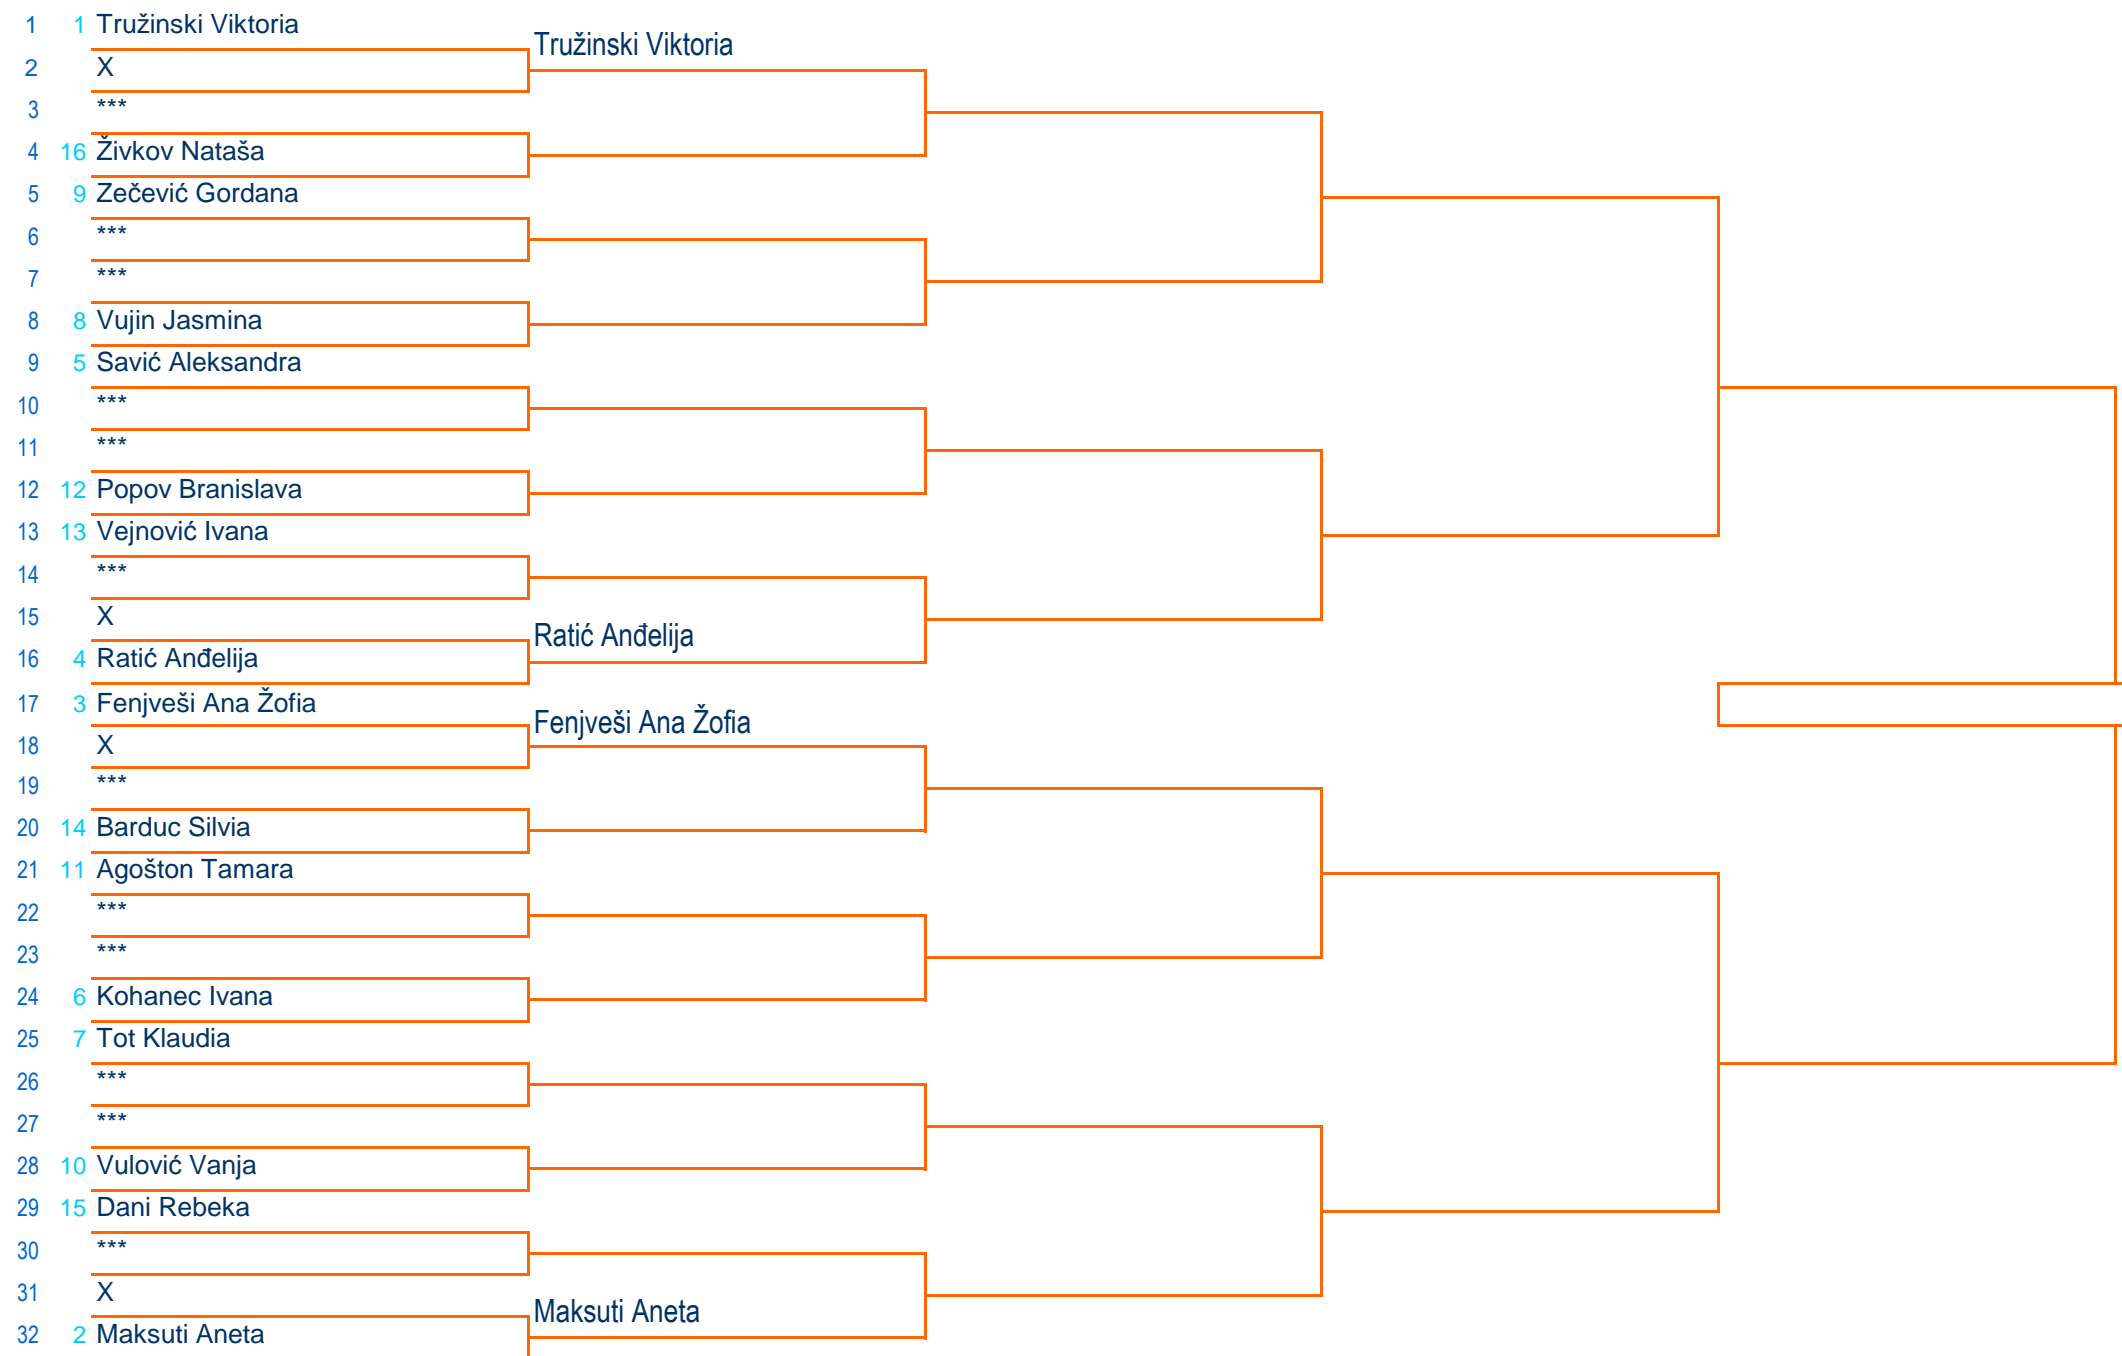 1 1 Tružinski Viktoria
Tružinski Viktoria
2 X
3 ***
4 16 Živkov Nataša
5 9 Zečević Gordana
6 ***
7 ***
8 8 Vujin Jasmina
9 5 Savić Aleksandra
10 ***
11 ***
12 12 Popov Branislava
13 13 Vejnović Ivana
14 ***
15 X
Ratić Anđelija
16 4 Ratić Anđelija
17 3 Fenjveši Ana Žofia
Fenjveši Ana Žofia
18 X
19 ***
20 14 Barduc Silvia
21 11 Agošton Tamara
22 ***
23 ***
24 6 Kohanec Ivana
25 7 Tot Klaudia
26 ***
27 ***
28 10 Vulović Vanja
29 15 Dani Rebeka
30 ***
31 X
Maksuti Aneta
32 2 Maksuti Aneta